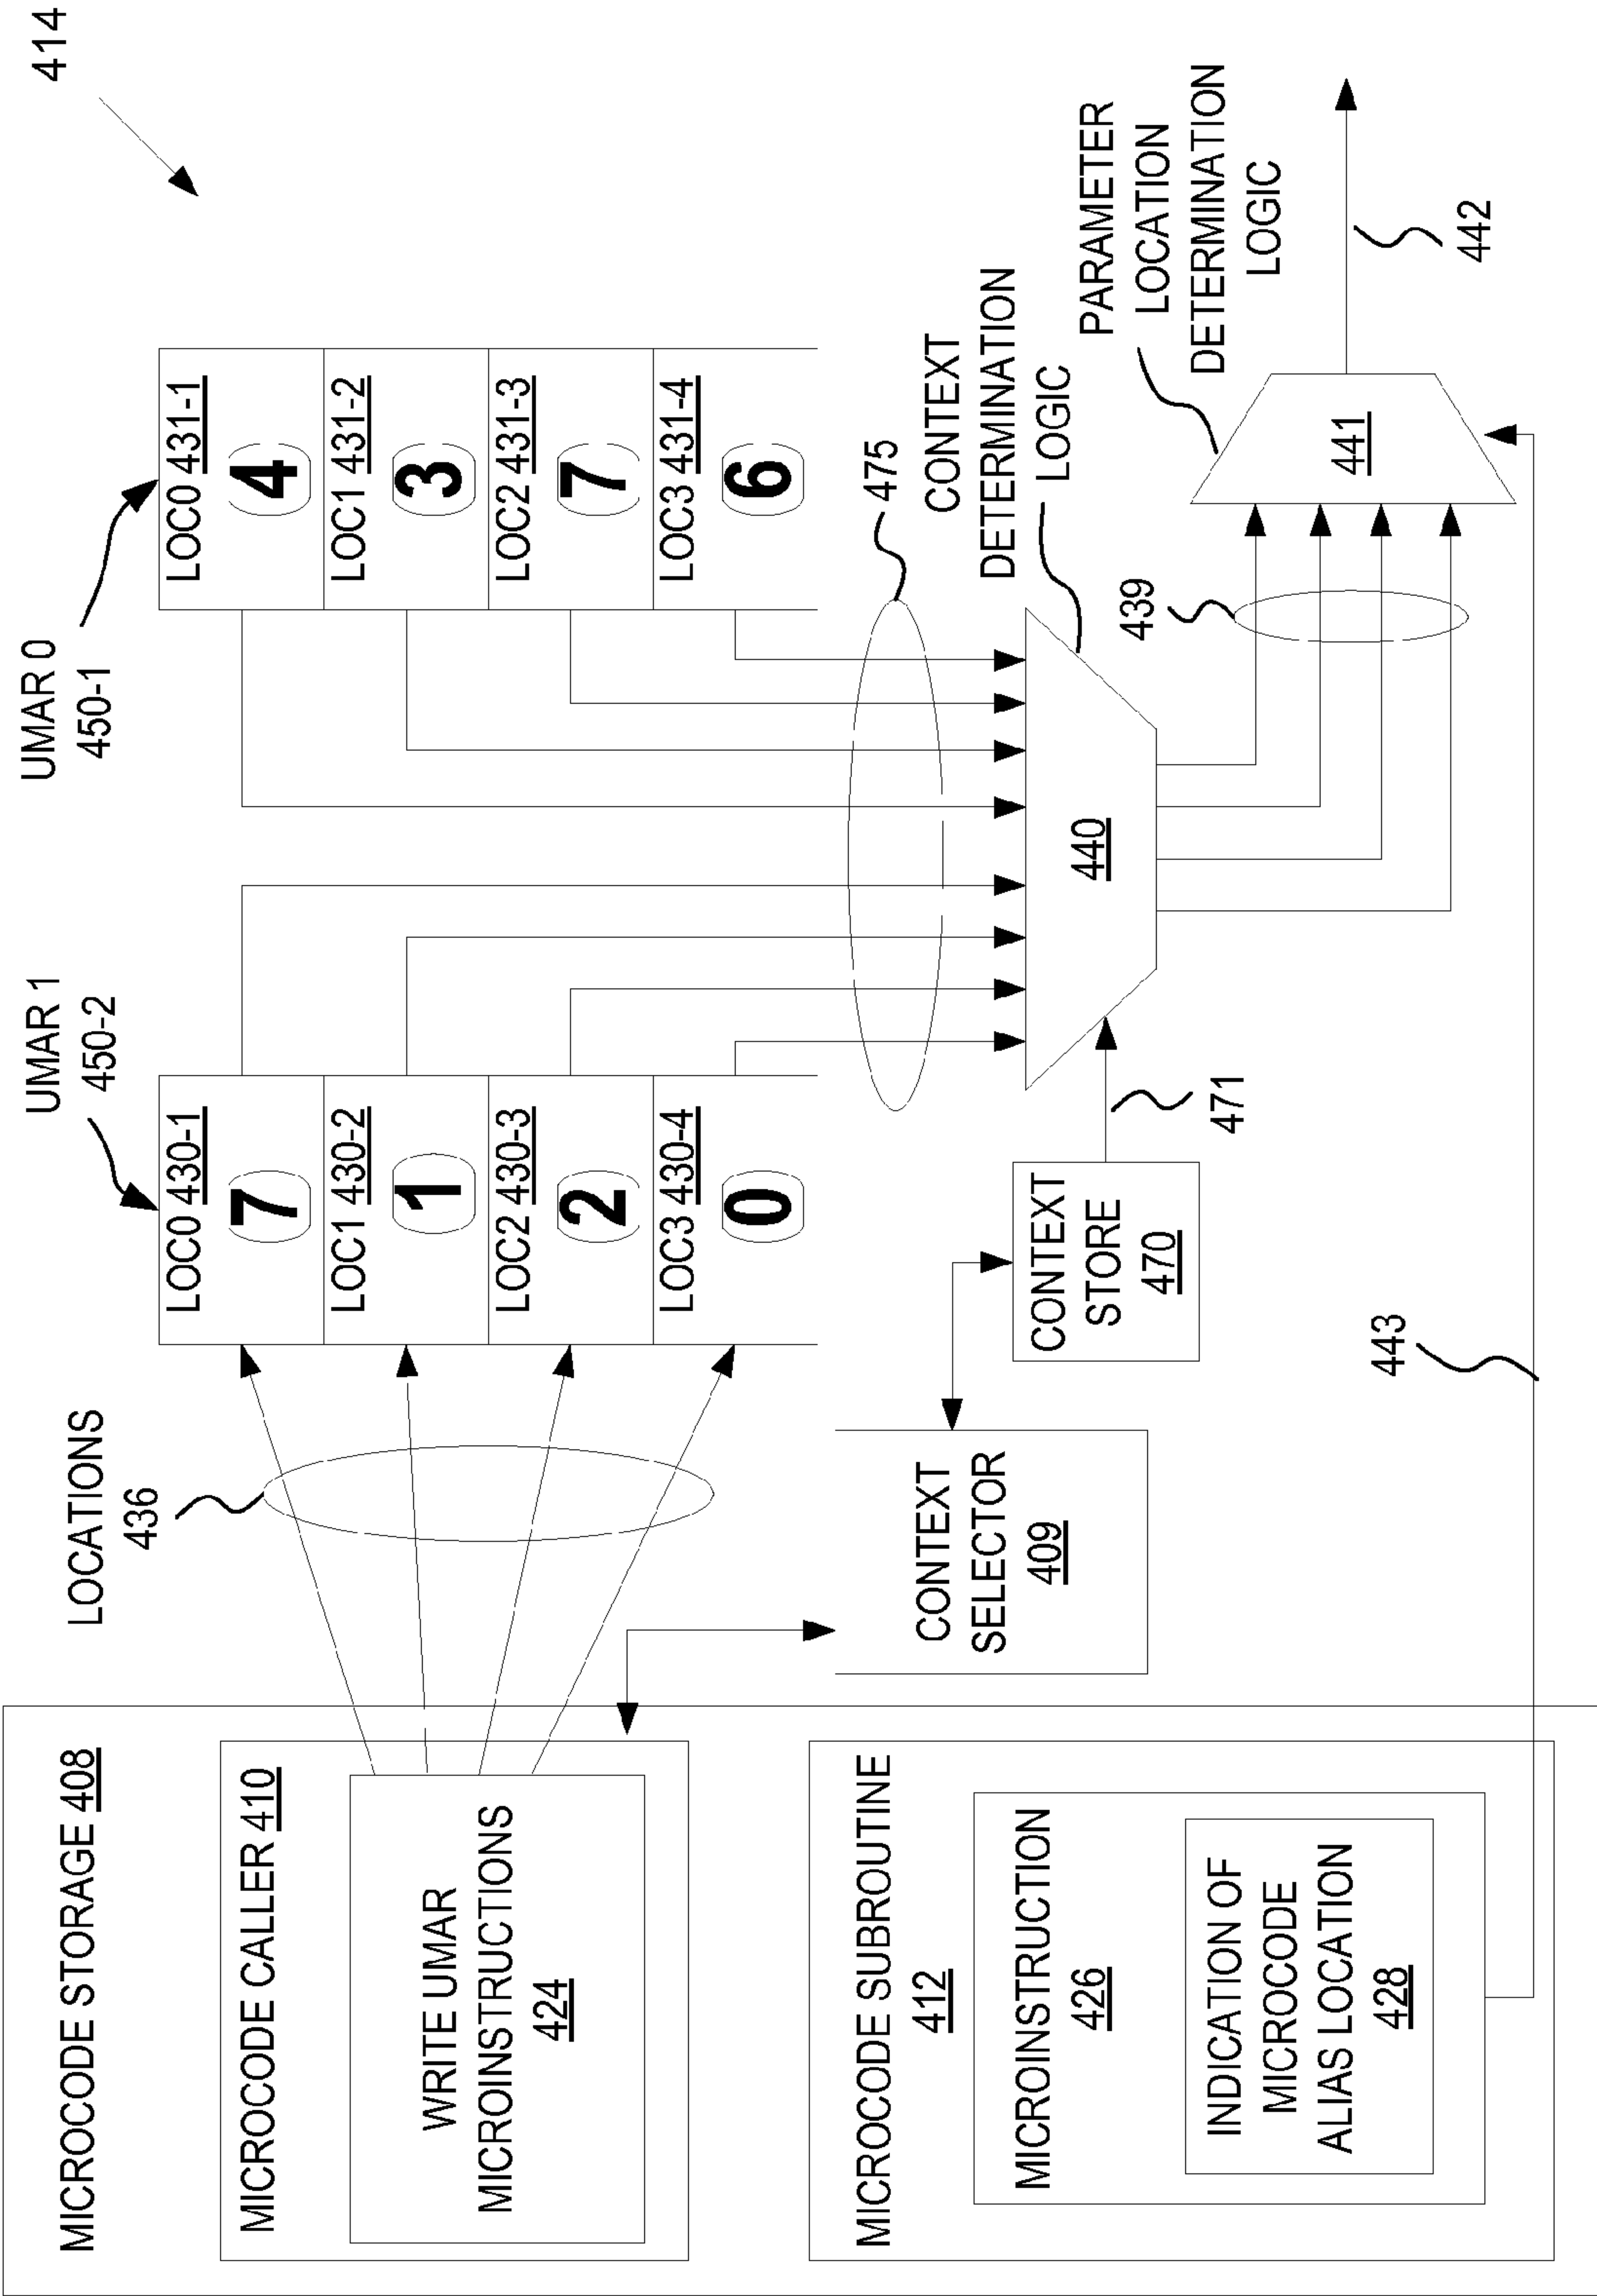 MICROCODE STORAGE 408
MICROCODE CALLER 410
WRITE UMAR
MICROINSTRUCTIONS
424
MICROCODE SUBROUTINE
412
MICROINSTRUCTION
426
INDICATION OF
MICROCODE
ALIAS LOCATION
428
LOCATIONS
436
CONTEXT
SELECTOR
409
443
UMAR 1
450-2
LOC0 430-1
7
LOC1 430-2
1
LOC2 430-3
2
LOC3 430-4
0
CONTEXT
STORE
470
471
UMAR 0
450-1
LOC0 431-1
4
LOC1 431-2
3
LOC2 431-3
7
LOC3 431-4
6
475
CONTEXT
DETERMINATION
LOGIC
440
439
PARAMETER
LOCATION
DETERMINATION
LOGIC
441
442
414